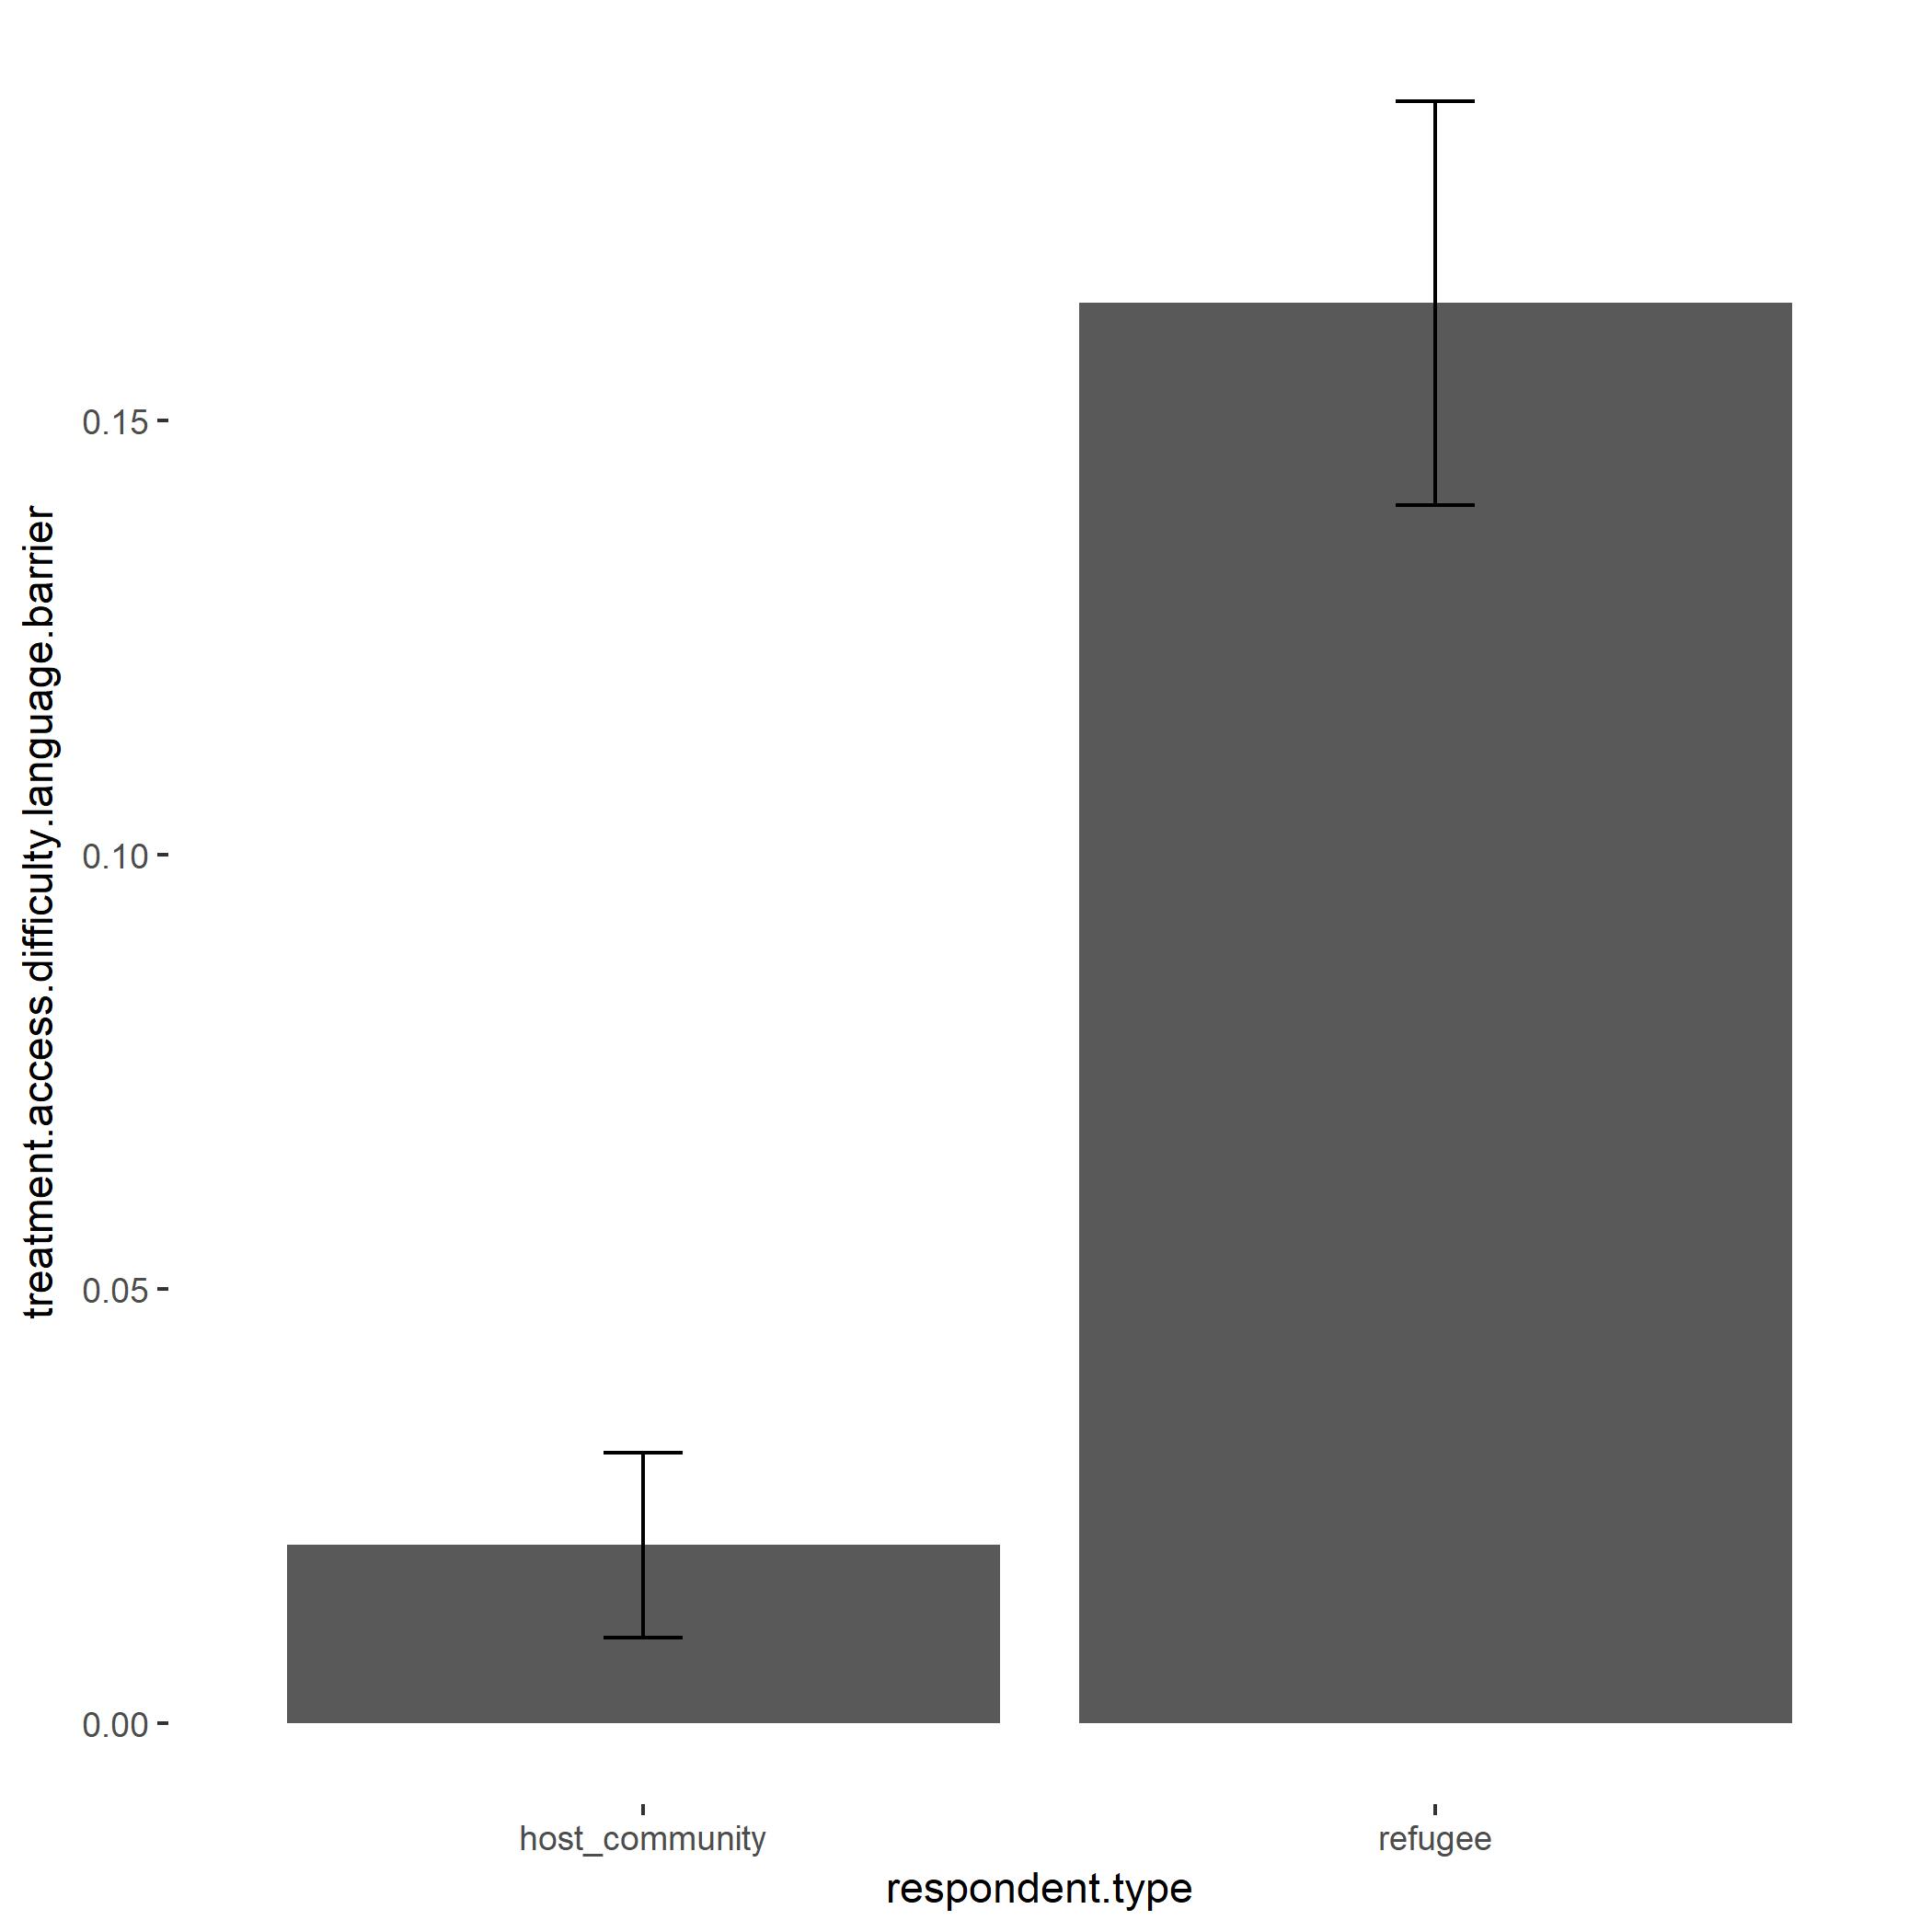 treatment.access.difficulty.language.barrier
0.15
0.10
0.05
0.00
host_community refugee
respondent.type